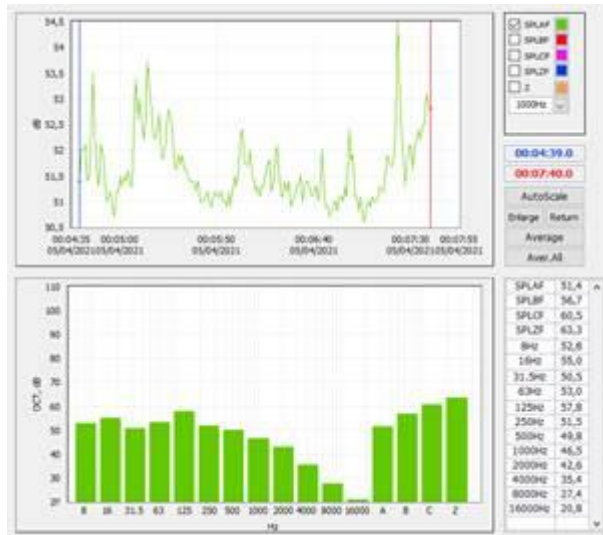 54,5
54
53,5
53
52,5
52
51,5
51
50,5
dB
00:04:35 00:05:00 00:05:50 00:06:40 00:07:30 00:07:55
05/04/2021 05/04/2021 05/04/2021 05/04/2021 05/04/2021 05/04/2021
SPLAF
SPLBF
SPLCF
SPLZF
Z
1000Hz
00:04:39.0
00:07:40.0
AutoScale
Enlarge Return
Average
Aver.All
110
100
90
80
70
60
50
40
30
20
OCT, dB
8 16 31.5 63 125 250 500 1000 2000 4000 8000 16000 A B C Z
Hz
SPLAF 51,4
SPLBF 56,7
SPLCF 60,5
SPLZF 63,3
8Hz 52,8
16Hz 55,0
31.5Hz 50,5
63Hz 53,0
125Hz 57,8
250Hz 51,5
500Hz 49,8
1000Hz 46,5
2000Hz 42,6
4000Hz 35,4
8000Hz 27,4
16000Hz 20,8